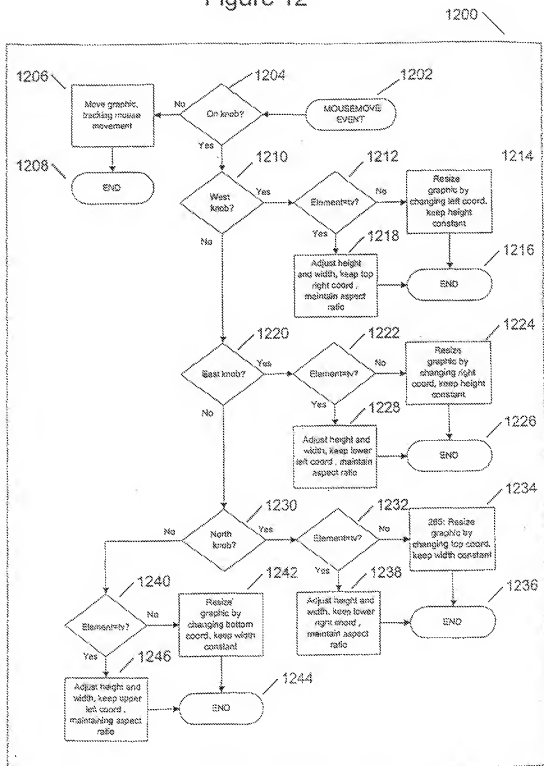 Figure 12
1200
1206
1204
1202
Move graphic,
tracking mouse
movement
No
On knob?
MOUSEMOVE
EVENT
Yes
1208
END
1210
1212
1214
West
knob?
Yes
Element=tv?
No
Resize
graphic by
changing left coord,
keep height
constant
No
Yes
1218
1216
Adjust height
and width, keep top
right coord,
maintain aspect
ratio
END
1220
1222
1224
East knob?
Yes
Element=tv?
No
Resize
graphic by
changing right
coord, keep height
constant
No
Yes
1228
1226
Adjust height and
width, keep lower
left coord, maintain
aspect ratio
END
1230
1232
1234
No
North
knob?
Yes
Element=tv?
No
265: Resize
graphic by
changing top coord,
keep width constant
Yes
1240
1242
1238
1236
Element=tv?
No
Resize
graphic by
changing bottom
coord, keep width
constant
Adjust height and
width, keep lower
right coord,
maintain aspect
ratio
END
Yes
1246
1244
Adjust height and
width, keep upper
left coord,
maintaining aspect
ratio
END